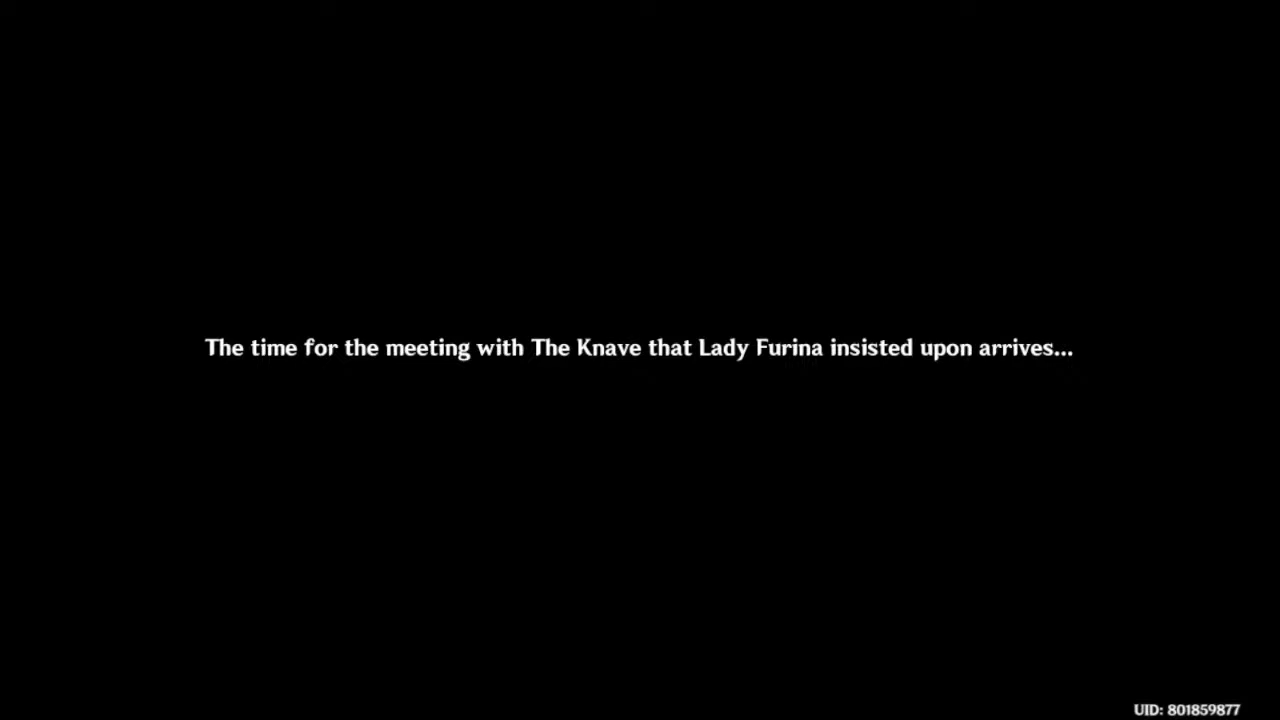 The time for the meeting with The Knave that Lady Furina insisted upon arrives...
UID: 801859877